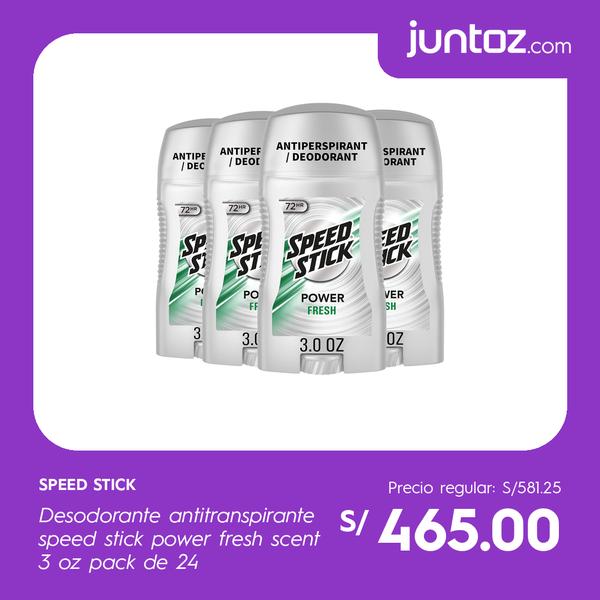 juntoz.com
ANTIPERSPIRANT
/ DEODORANT
72HR
SPEED
STICK
POWER
FRESH
3.0 OZ
SPEED STICK
Desodorante antitranspirante
speed stick power fresh scent
3 oz pack de 24
Precio regular: S/581.25
S/ 465.00